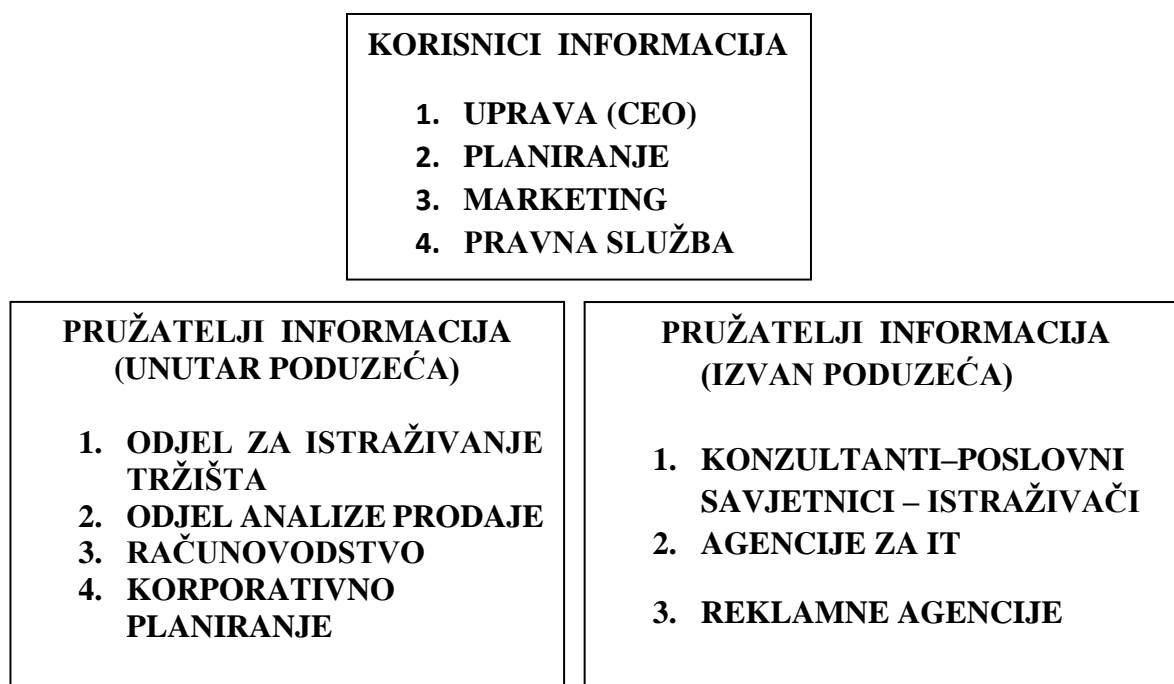 KORISNICI INFORMACIJA
1. UPRAVA (CEO)
2. PLANIRANJE
3. MARKETING
4. PRAVNA SLUŽBA
PRUŽATELJI INFORMACIJA
(UNUTAR PODUZEĆA)
1. ODJEL ZA ISTRAŽIVANJE
TRŽIŠTA
2. ODJEL ANALIZE PRODAJE
3. RAČUNOVODSTVO
4. KORPORATIVNO
PLANIRANJE
PRUŽATELJI INFORMACIJA
(IZVAN PODUZEĆA)
1. KONZULTANTI–POSLOVNI
SAVJETNICI – ISTRAŽIVAČI
2. AGENCIJE ZA IT
3. REKLAMNE AGENCIJE